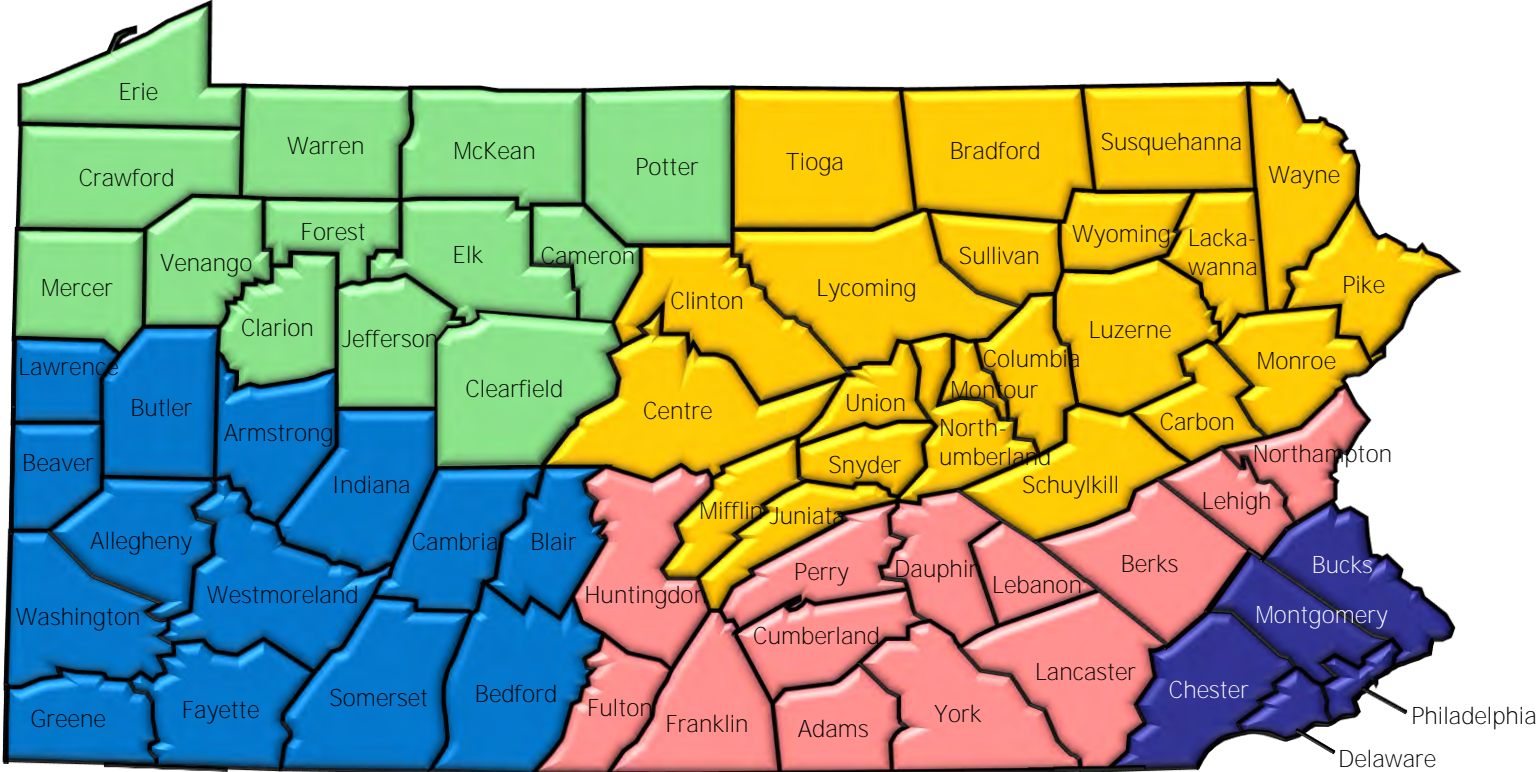 Erie
Warren
McKean
Potter
Tioga
Bradford
Susquehanna
Wayne
Crawford
Forest
Elk
Cameron
Sullivan
Wyoming
Lacka-
wanna
Venango
Mercer
Clinton
Lycoming
Pike
Clarion
Jefferson
Luzerne
Columbia
Monroe
Lawrence
Clearfield
Montour
Butler
Centre
Union
Carbon
Armstrong
North-
umberland
Northampton
Beaver
Snyder
Indiana
Schuylkill
Lehigh
Mifflin
Juniata
Allegheny
Cambria
Blair
Perry
Dauphin
Lebanon
Berks
Bucks
Westmoreland
Huntingdon
Washington
Montgomery
Cumberland
Lancaster
Greene
Fayette
Somerset
Bedford
Fulton
Franklin
Adams
York
Chester
Philadelphia
Delaware